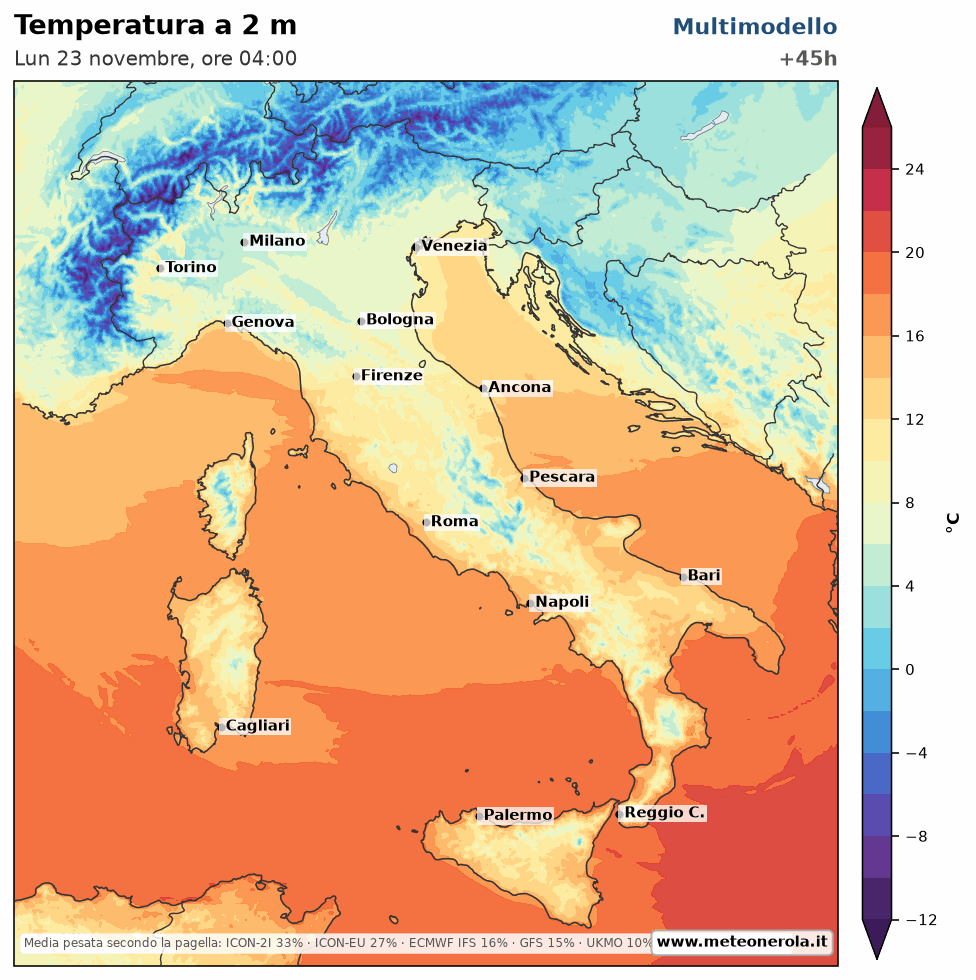 Temperatura a 2 m
Multimodello
Lun 23 novembre, ore 04:00
+45h
Milano
Venezia
Torino
Genova
Bologna
Firenze
Ancona
Pescara
Roma
Bari
Napoli
Cagliari
Palermo
Reggio C.
24
20
16
12
8
4
0
−4
−8
−12
°C
Media pesata secondo la pagella: ICON-2I 33% · ICON-EU 27% · ECMWF IFS 16% · GFS 15% · UKMO 10%
www.meteonerola.it